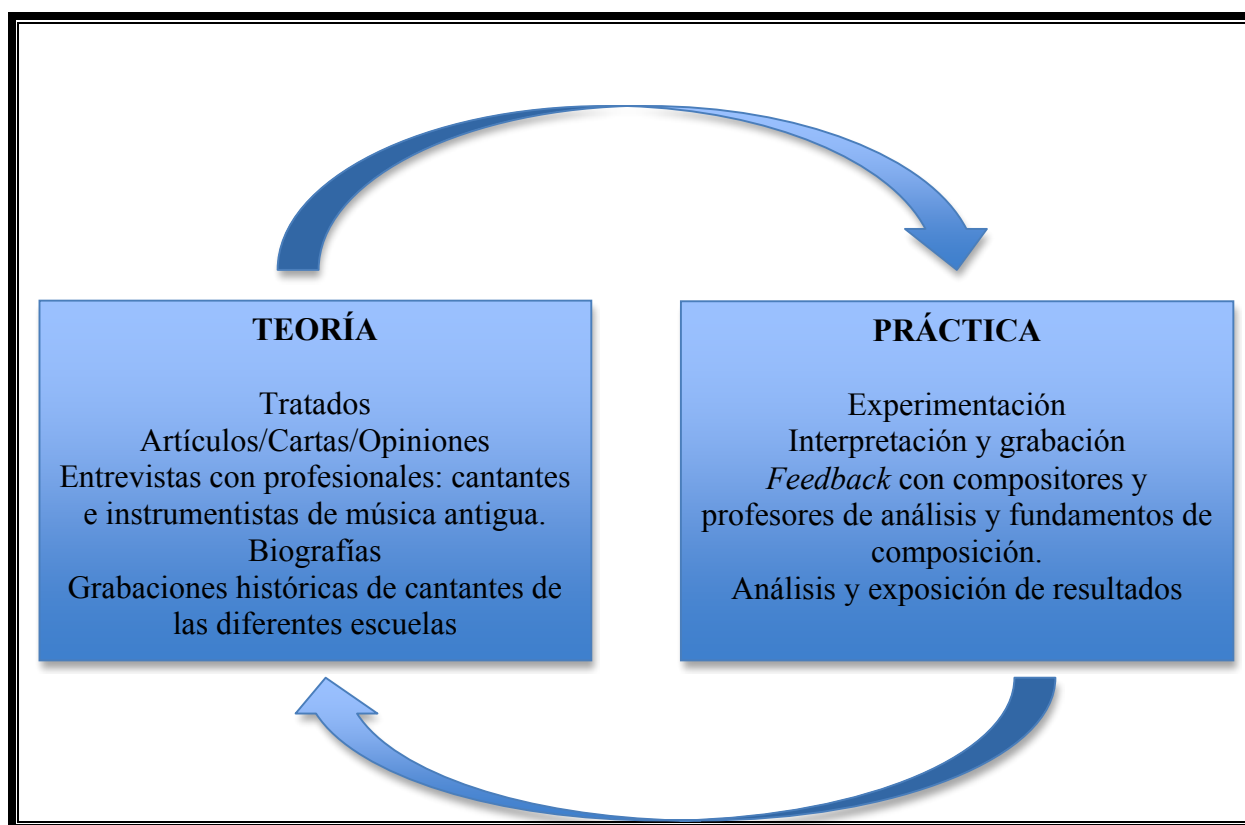 TEORÍA
Tratados
Artículos/Cartas/Opiniones
Entrevistas con profesionales: cantantes
e instrumentistas de música antigua.
Biografías
Grabaciones históricas de cantantes de
las diferentes escuelas
PRÁCTICA
Experimentación
Interpretación y grabación
Feedback con compositores y
profesores de análisis y fundamentos de
composición.
Análisis y exposición de resultados